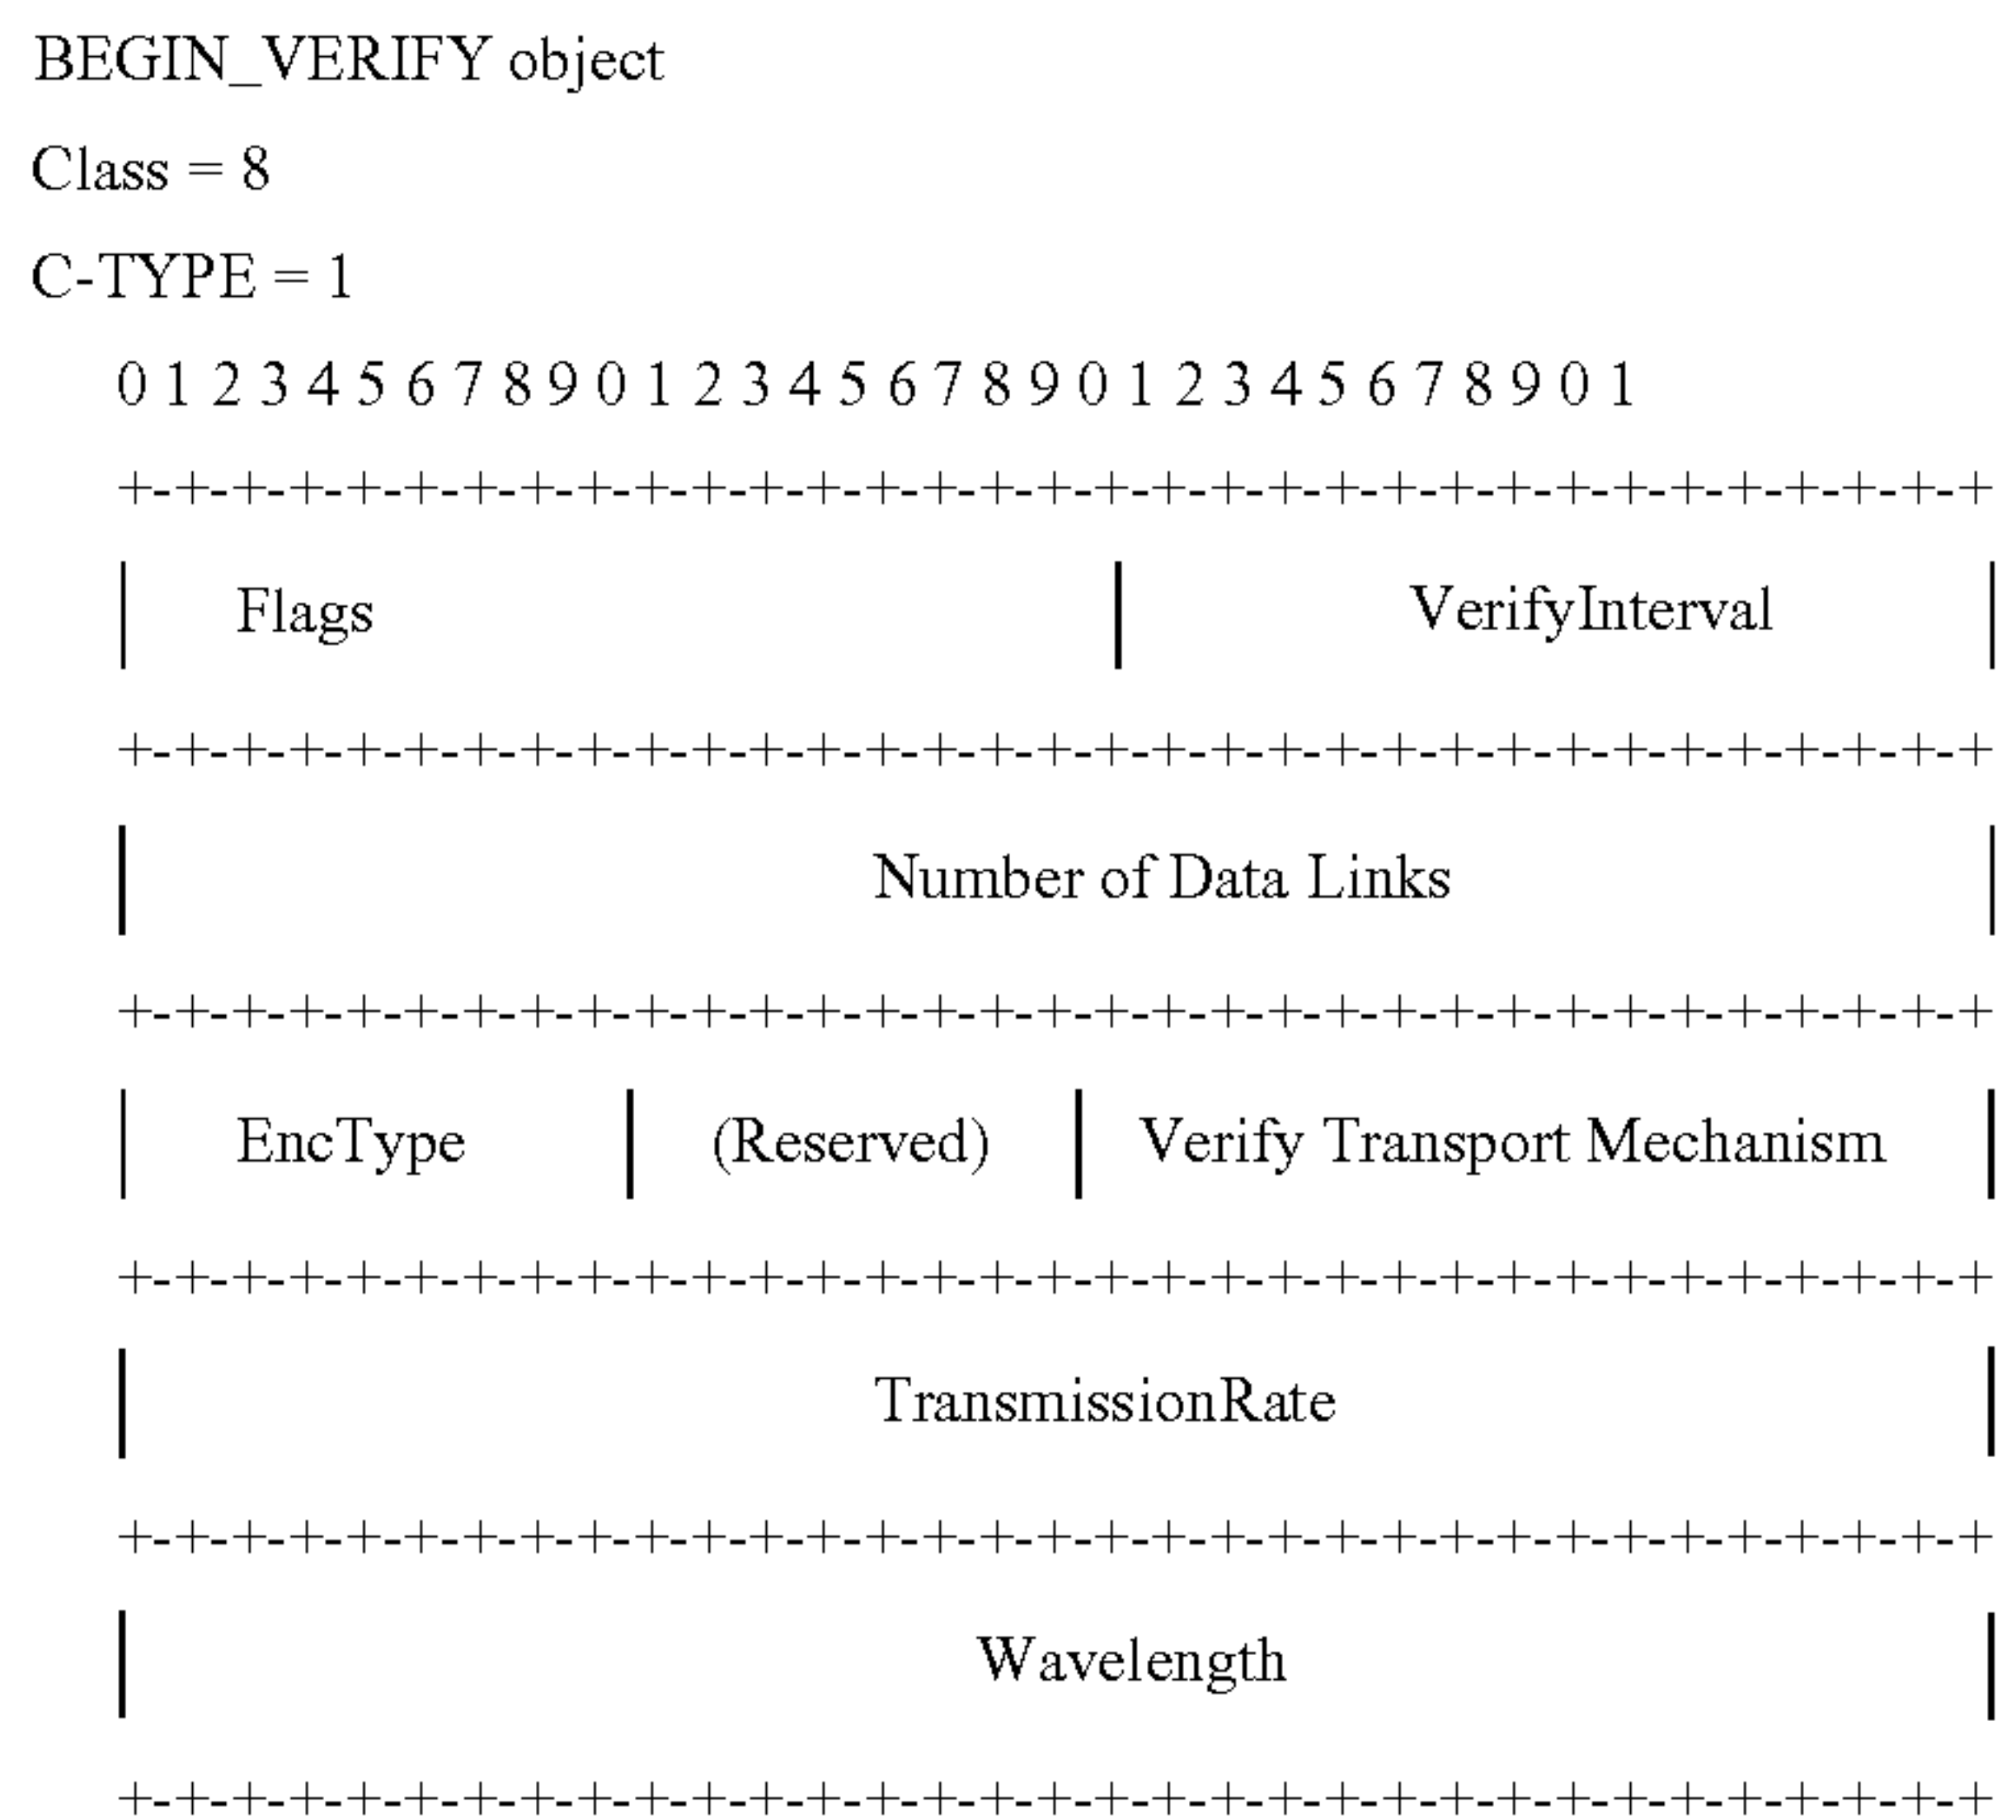 BEGIN_VERIFY object
Class = 8
C-TYPE = 1
0 1 2 3 4 5 6 7 8 9 0 1 2 3 4 5 6 7 8 9 0 1 2 3 4 5 6 7 8 9 0 1
+-+-+-+-+-+-+-+-+-+-+-+-+-+-+-+-+-+-+-+-+-+-+-+-+-+-+-+-+-+-+-+-+
| Flags | VerifyInterval |
+-+-+-+-+-+-+-+-+-+-+-+-+-+-+-+-+-+-+-+-+-+-+-+-+-+-+-+-+-+-+-+-+
| Number of Data Links |
+-+-+-+-+-+-+-+-+-+-+-+-+-+-+-+-+-+-+-+-+-+-+-+-+-+-+-+-+-+-+-+-+
| EncType | (Reserved) | Verify Transport Mechanism |
+-+-+-+-+-+-+-+-+-+-+-+-+-+-+-+-+-+-+-+-+-+-+-+-+-+-+-+-+-+-+-+-+
| TransmissionRate |
+-+-+-+-+-+-+-+-+-+-+-+-+-+-+-+-+-+-+-+-+-+-+-+-+-+-+-+-+-+-+-+-+
| Wavelength |
+-+-+-+-+-+-+-+-+-+-+-+-+-+-+-+-+-+-+-+-+-+-+-+-+-+-+-+-+-+-+-+-+